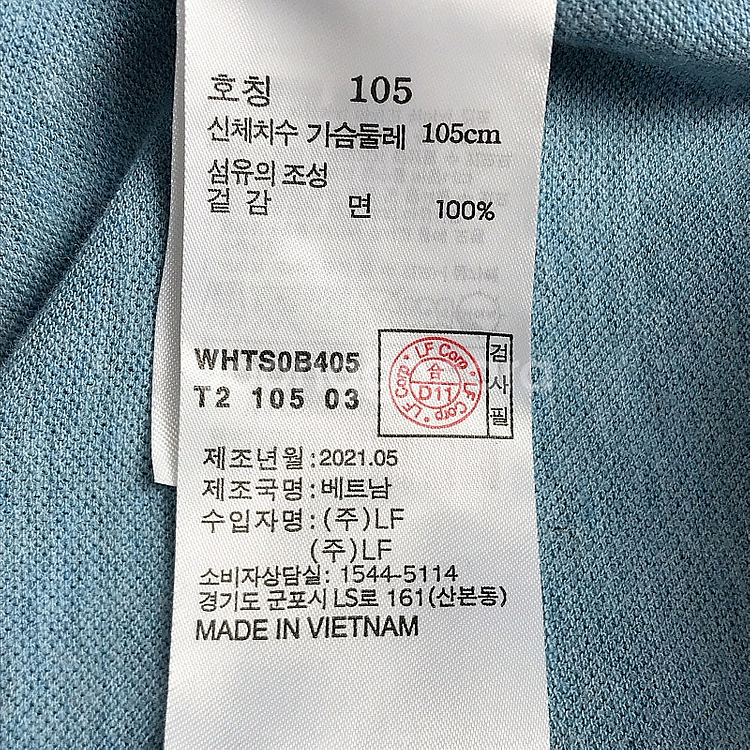 호칭 105
신체치수 가슴둘레 105cm
섬유의 조성
겉 감 면 100%
WHTS0B405
T2 105 03
LF Corp · LF Corp · LF Corp ·
合
D11
검사필
제조년월:2021.05
제조국명:베트남
수입자명:(주)LF
(주)LF
소비자상담실: 1544-5114
경기도 군포시 LS로 161(산본동)
MADE IN VIETNAM